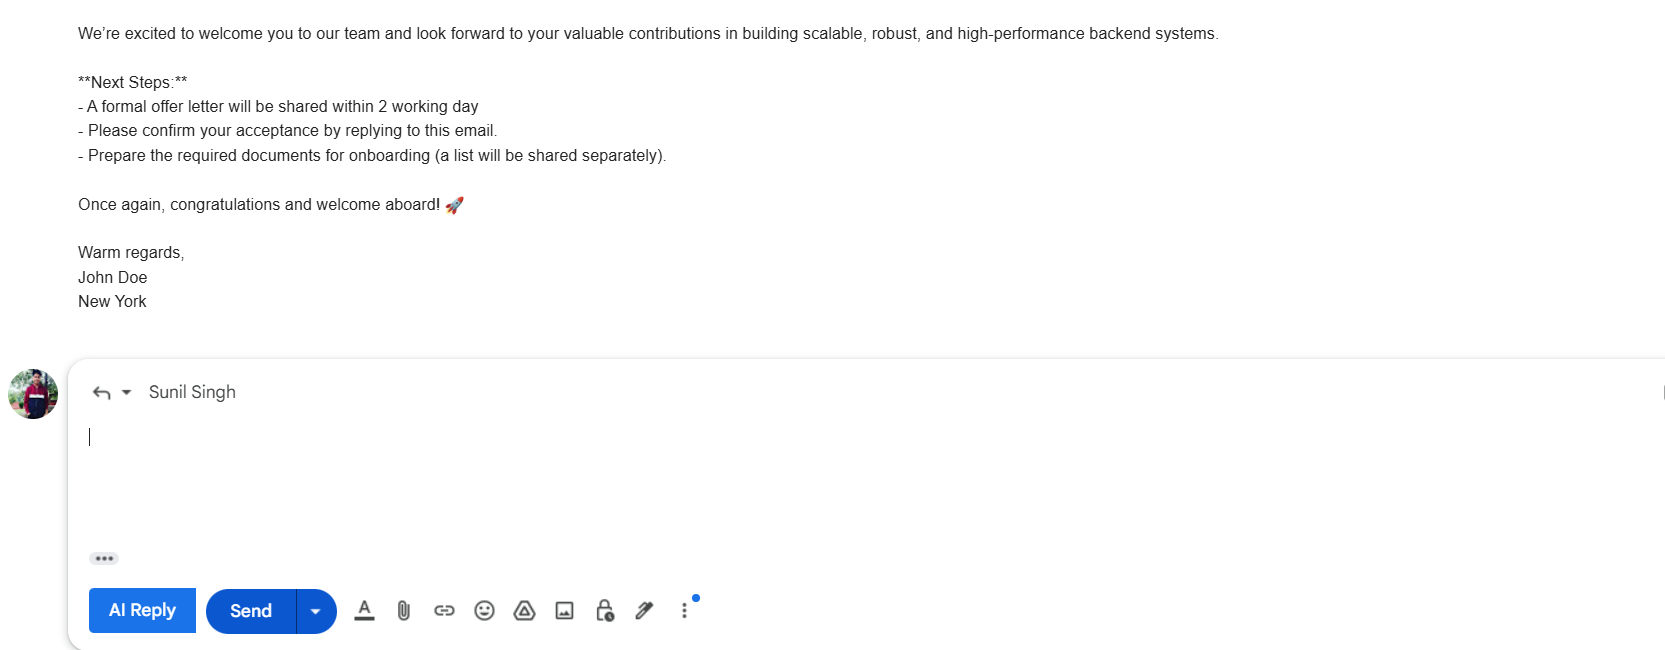 We’re excited to welcome you to our team and look forward to your valuable contributions in building scalable, robust, and high-performance backend systems.
**Next Steps:**
- A formal offer letter will be shared within 2 working day
- Please confirm your acceptance by replying to this email.
- Prepare the required documents for onboarding (a list will be shared separately).
Once again, congratulations and welcome aboard! 🚀
Warm regards,
John Doe
New York
Sunil Singh
AI Reply
Send